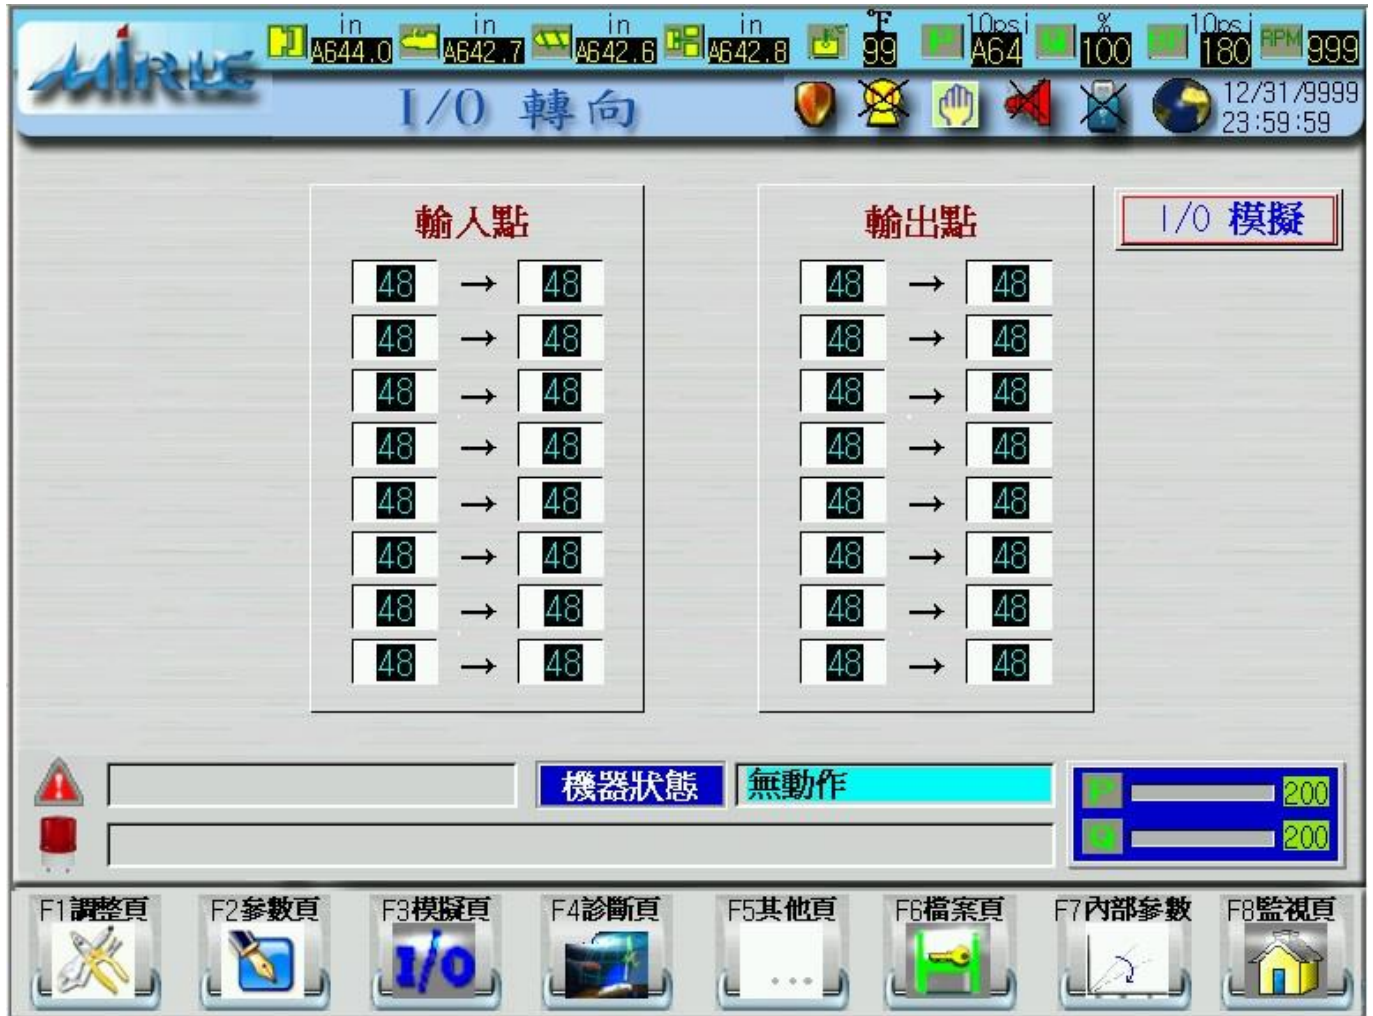 MIRLE
in in in in °F 10psi % 10psi
A644.0 A642.7 A642.6 A642.8 99 A64 100 180 RPM 999
I/O 轉向
12/31/9999
23:59:59
輸入點 輸出點 I/O 模擬
48 → 48 48 → 48
48 → 48 48 → 48
48 → 48 48 → 48
48 → 48 48 → 48
48 → 48 48 → 48
48 → 48 48 → 48
48 → 48 48 → 48
48 → 48 48 → 48
機器狀態 無動作
P 200
Q 200
F1調整頁 F2參數頁 F3模擬頁 F4診斷頁 F5其他頁 F6檔案頁 F7內部參數 F8監視頁
I/O ...